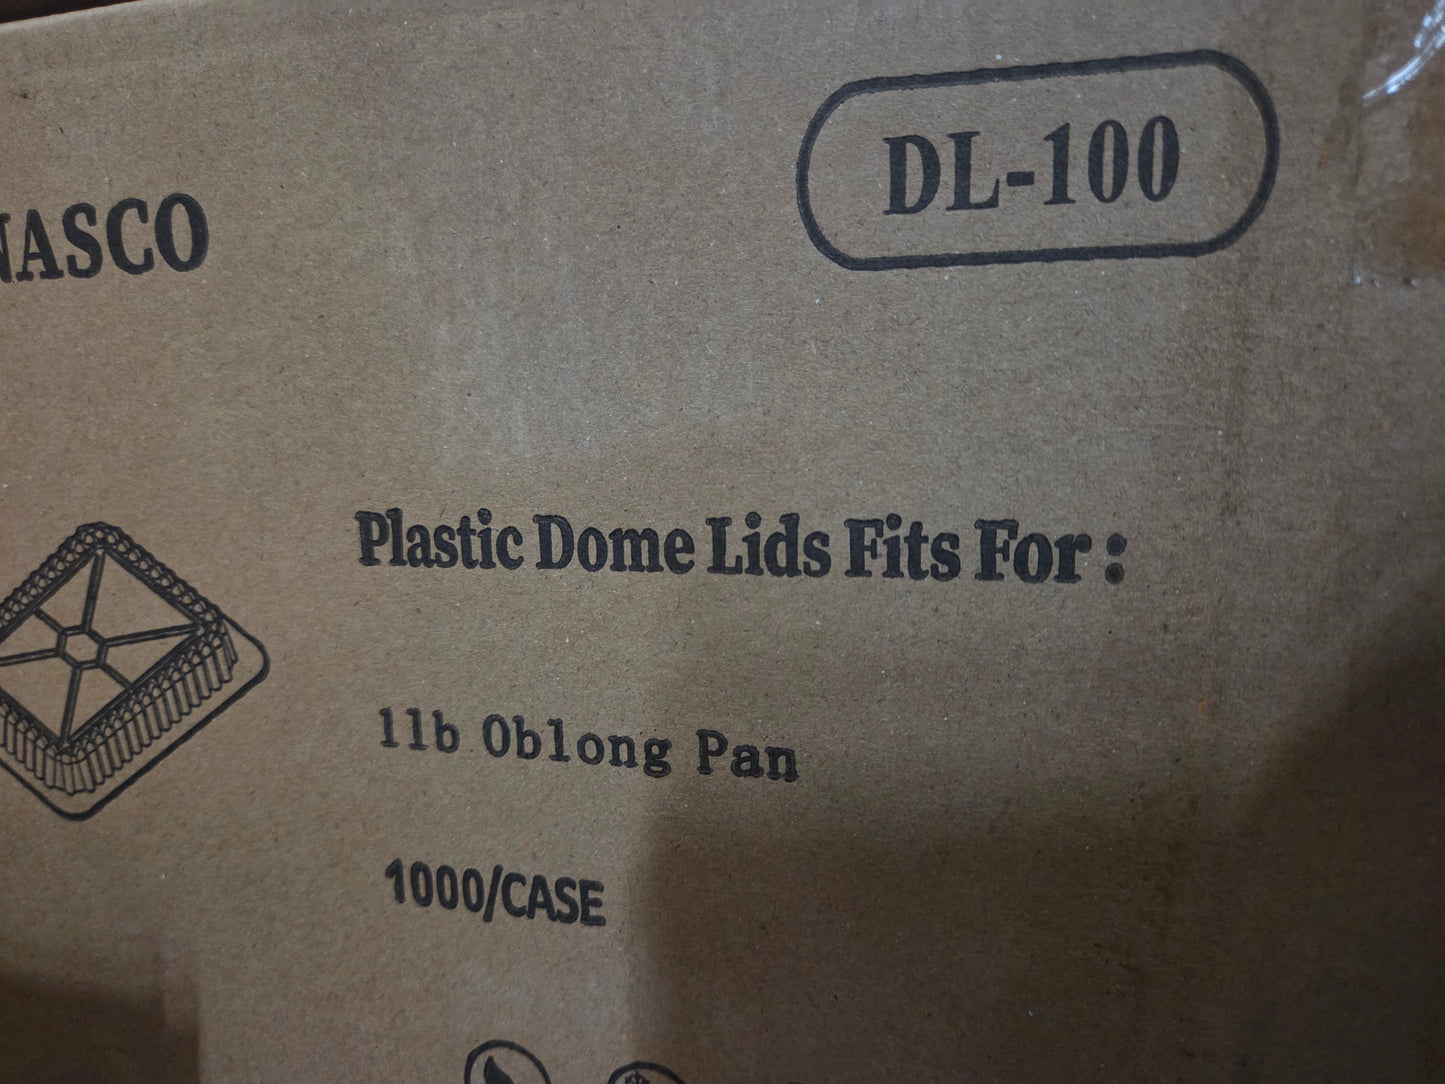 DL-100
NASCO
Plastic Dome Lids Fits For :
1lb Oblong Pan
1000/CASE